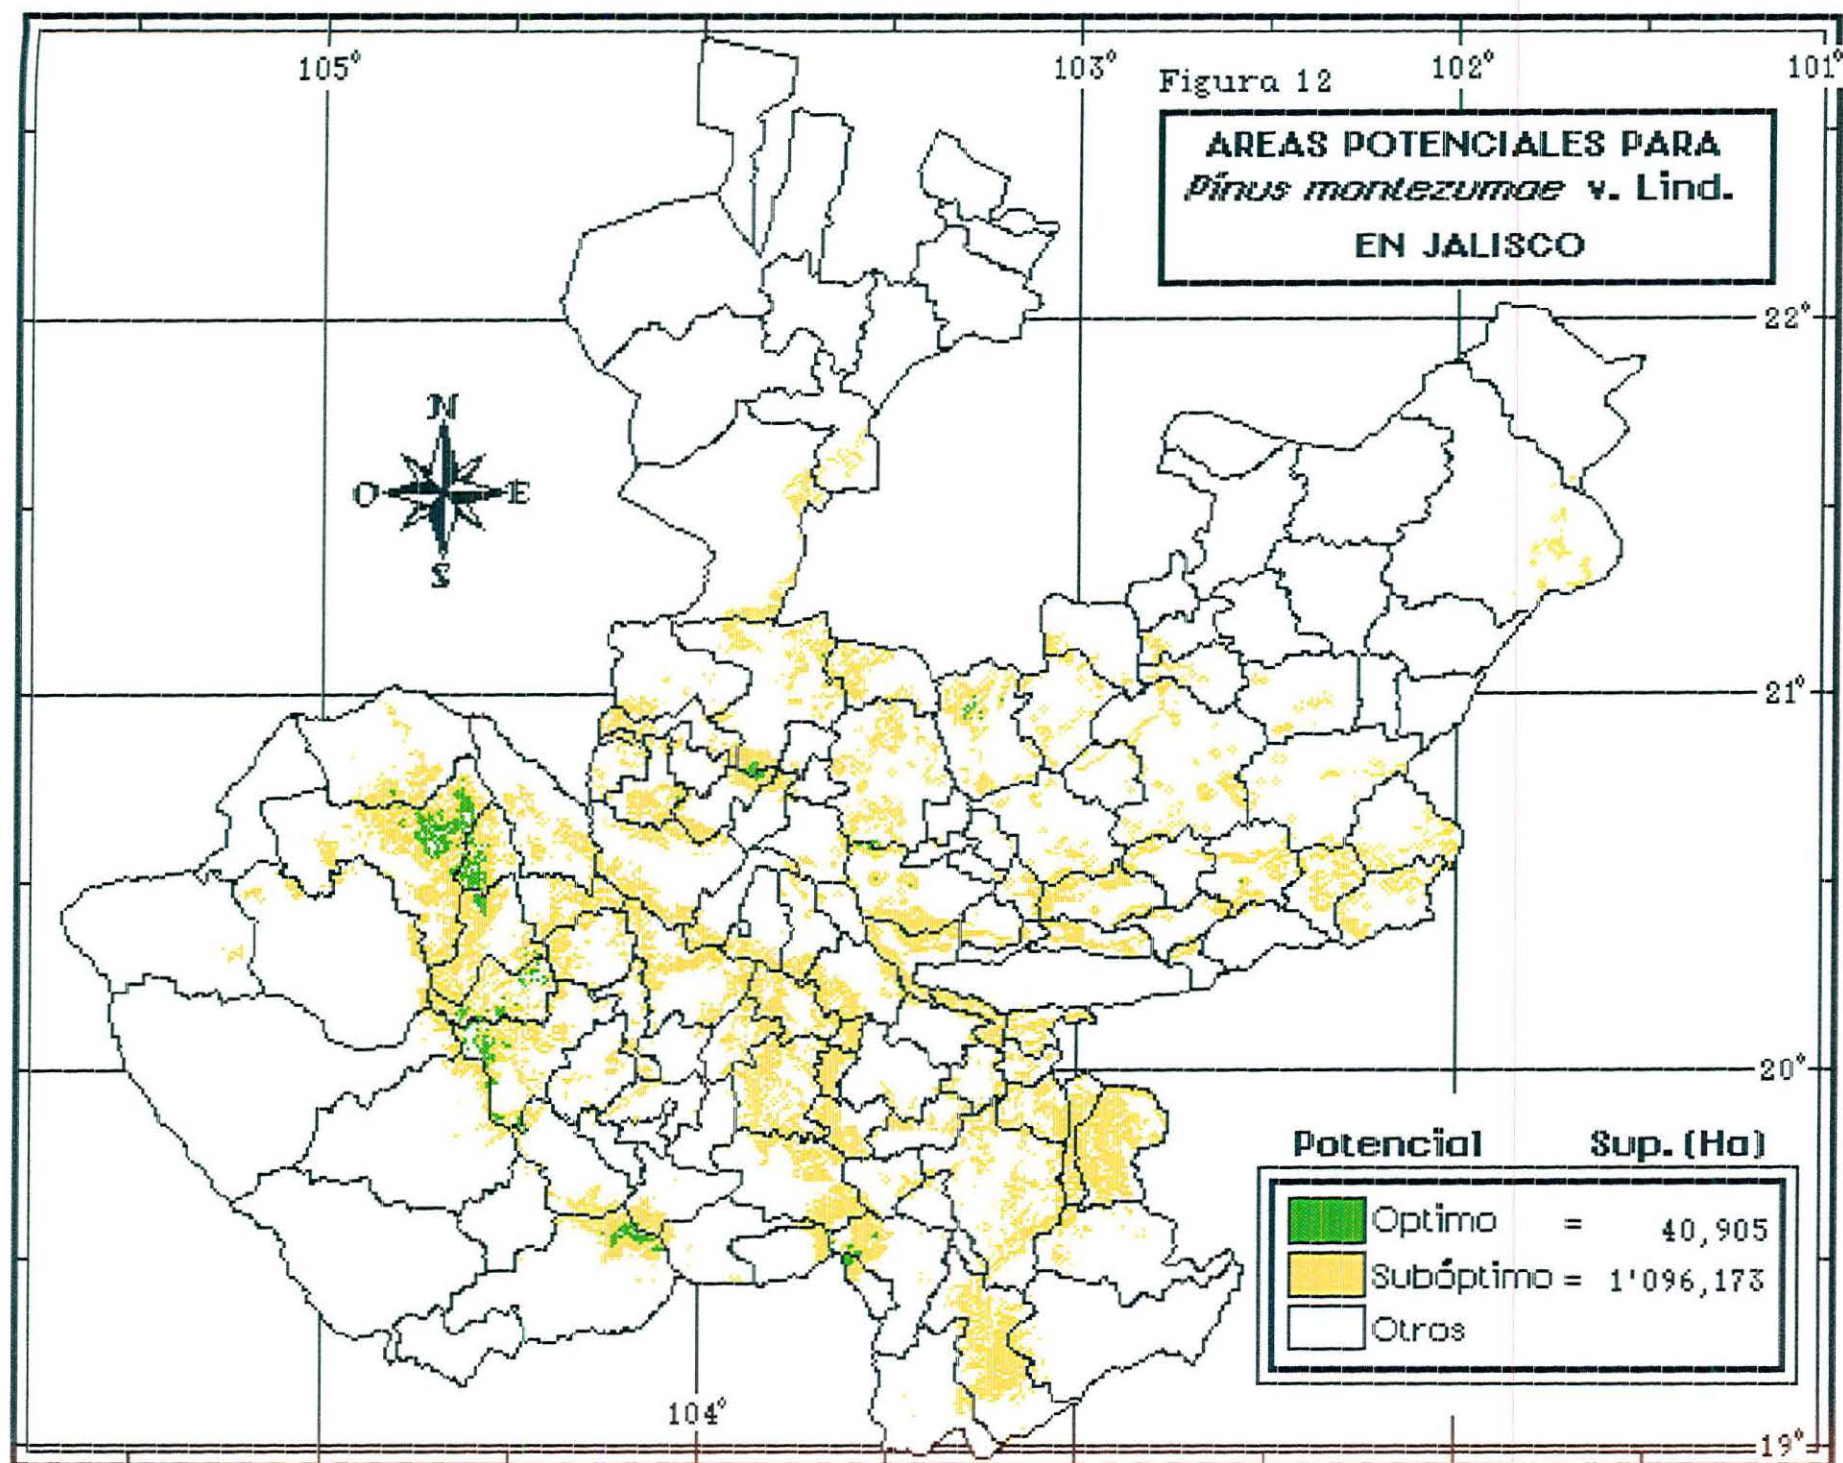 105°
103°
102°
101°
Figura 12
AREAS POTENCIALES PARA
Pinus montezumae v. Lind.
EN JALISCO
22°
N
O E
S
21°
20°
Potencial Sup. (Ha)
Optimo = 40,905
Subóptimo = 1'096,173
Otros
104°
19°